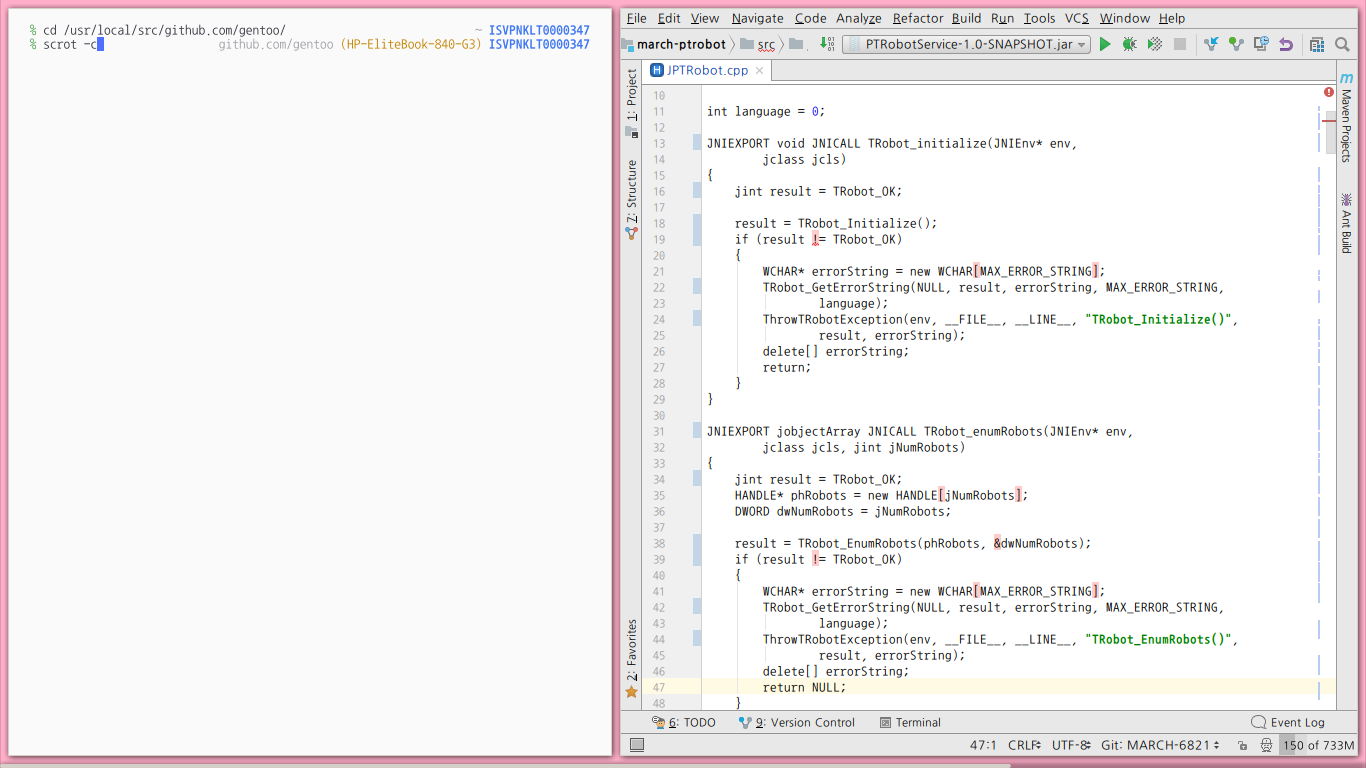 % cd /usr/local/src/github.com/gentoo/ ~ ISVPNKLT0000347
% scrot -c github.com/gentoo (HP-EliteBook-840-G3) ISVPNKLT0000347
File Edit View Navigate Code Analyze Refactor Build Run Tools VCS Window Help
march-ptrobot src PTRobotService-1.0-SNAPSHOT.jar
JPTRobot.cpp
1: Project
7: Structure
2: Favorites
10
11 int language = 0;
12
13 JNIEXPORT void JNICALL TRobot_initialize(JNIEnv* env,
14 jclass jcls)
15 {
16 jint result = TRobot_OK;
17
18 result = TRobot_Initialize();
19 if (result != TRobot_OK)
20 {
21 WCHAR* errorString = new WCHAR[MAX_ERROR_STRING];
22 TRobot_GetErrorString(NULL, result, errorString, MAX_ERROR_STRING,
23 language);
24 ThrowTRobotException(env, __FILE__, __LINE__, "TRobot_Initialize()",
25 result, errorString);
26 delete[] errorString;
27 return;
28 }
29 }
30
31 JNIEXPORT jobjectArray JNICALL TRobot_enumRobots(JNIEnv* env,
32 jclass jcls, jint jNumRobots)
33 {
34 jint result = TRobot_OK;
35 HANDLE* phRobots = new HANDLE[jNumRobots];
36 DWORD dwNumRobots = jNumRobots;
37
38 result = TRobot_EnumRobots(phRobots, &dwNumRobots);
39 if (result != TRobot_OK)
40 {
41 WCHAR* errorString = new WCHAR[MAX_ERROR_STRING];
42 TRobot_GetErrorString(NULL, result, errorString, MAX_ERROR_STRING,
43 language);
44 ThrowTRobotException(env, __FILE__, __LINE__, "TRobot_EnumRobots()",
45 result, errorString);
46 delete[] errorString;
47 return NULL;
48 }
m Maven Projects
Ant Build
6: TODO 9: Version Control Terminal Event Log
47:1 CRLF UTF-8 Git: MARCH-6821 150 of 733M